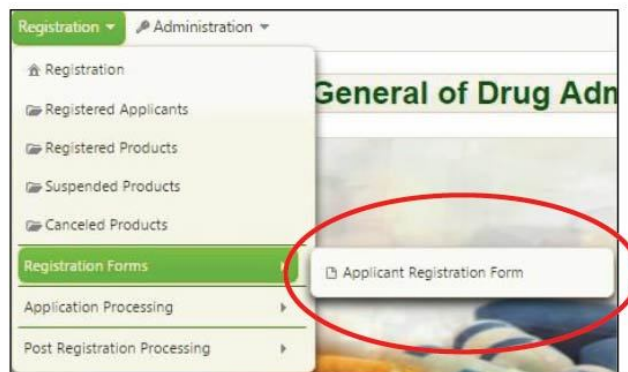 Registration Administration
Registration
General of Drug Adm
Registered Applicants
Registered Products
Suspended Products
Canceled Products
Registration Forms
Applicant Registration Form
Application Processing
Post Registration Processing